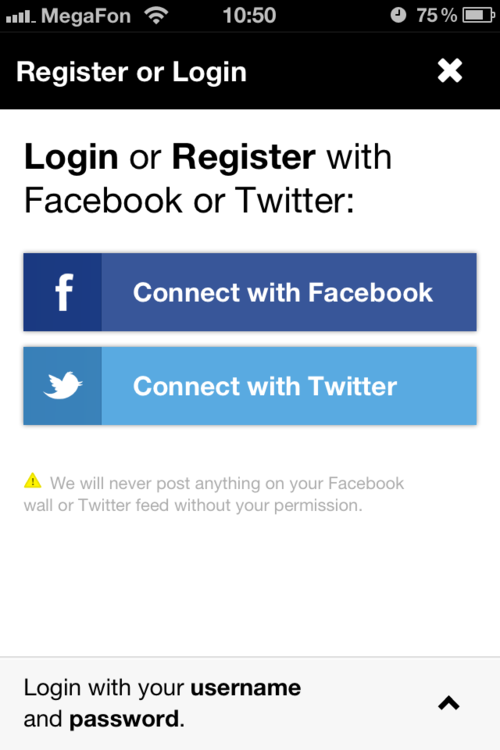 MegaFon 10:50 75%
Register or Login
Login or Register with
Facebook or Twitter:
f Connect with Facebook
Connect with Twitter
We will never post anything on your Facebook
wall or Twitter feed without your permission.
Login with your username
and password.